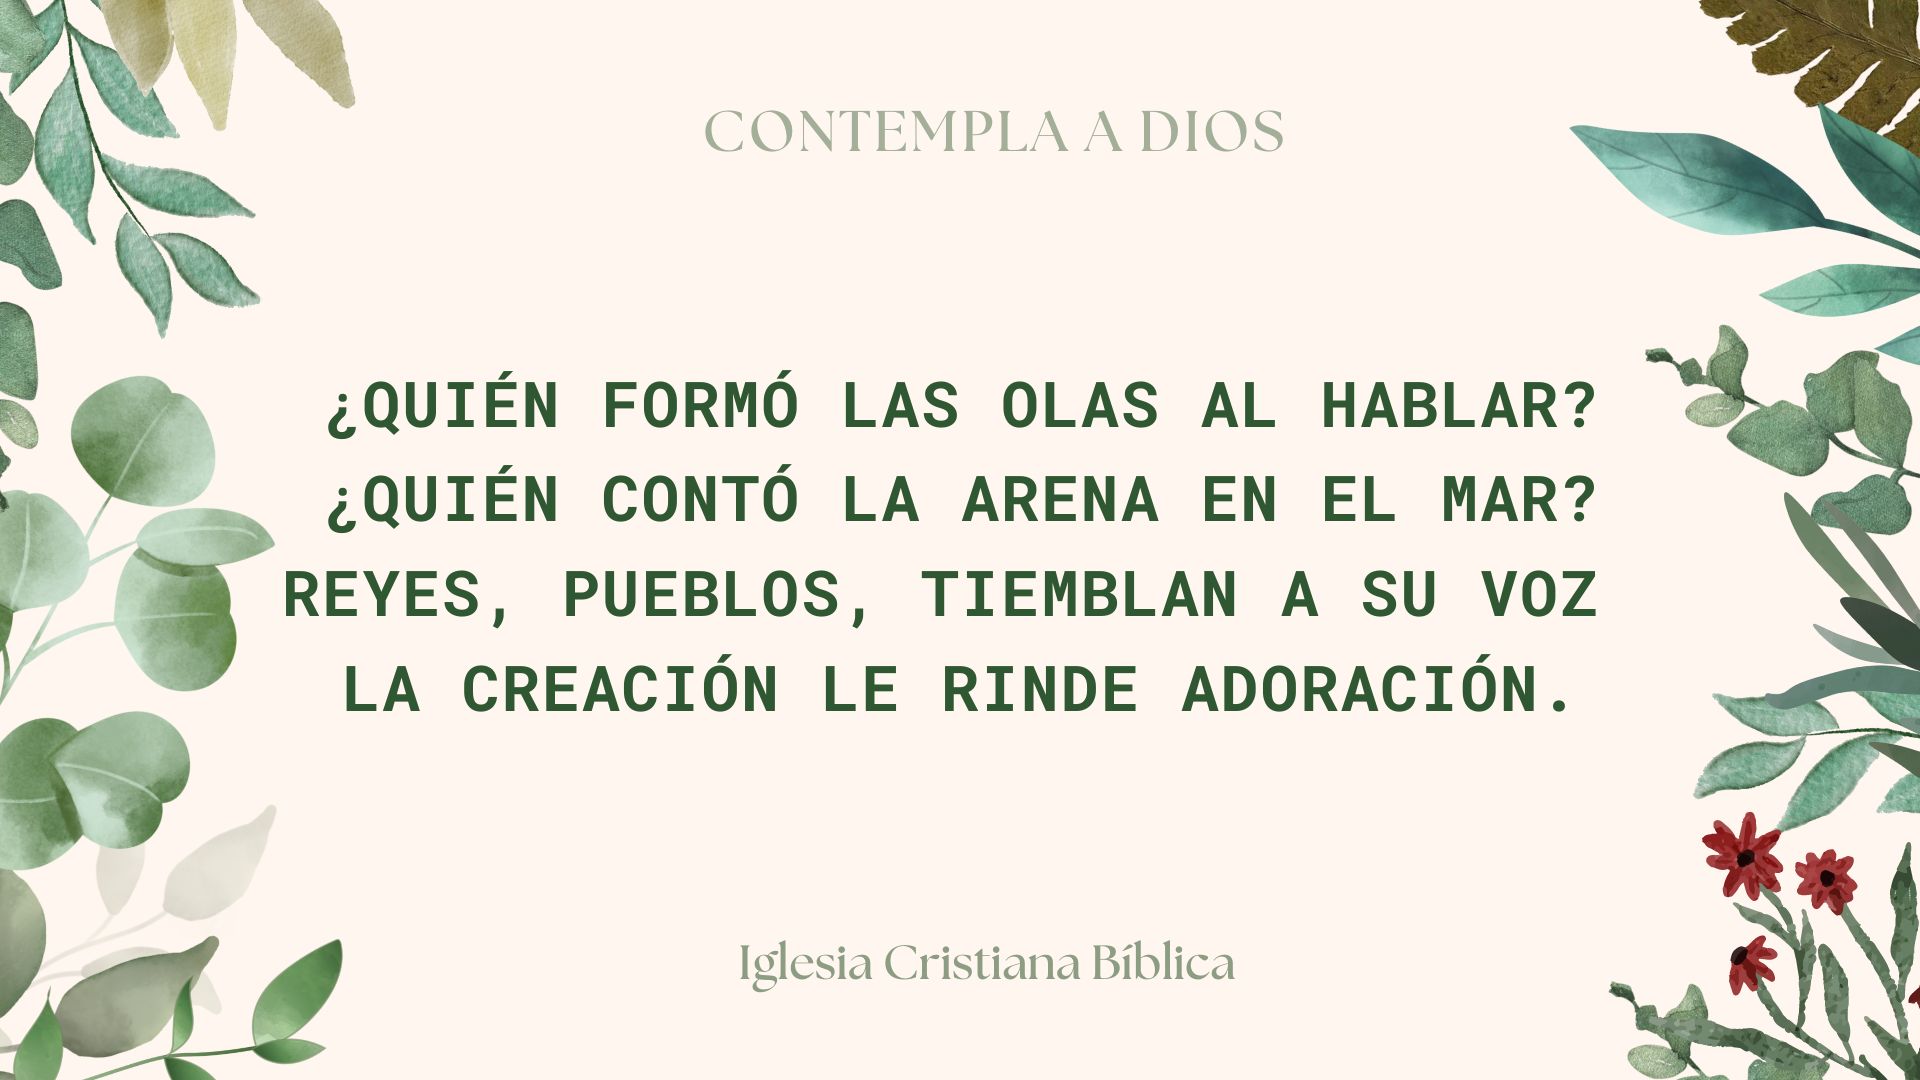 CONTEMPLA A DIOS
¿QUIÉN FORMÓ LAS OLAS AL HABLAR?
¿QUIÉN CONTÓ LA ARENA EN EL MAR?
REYES, PUEBLOS, TIEMBLAN A SU VOZ
LA CREACIÓN LE RINDE ADORACIÓN.
Iglesia Cristiana Bíblica